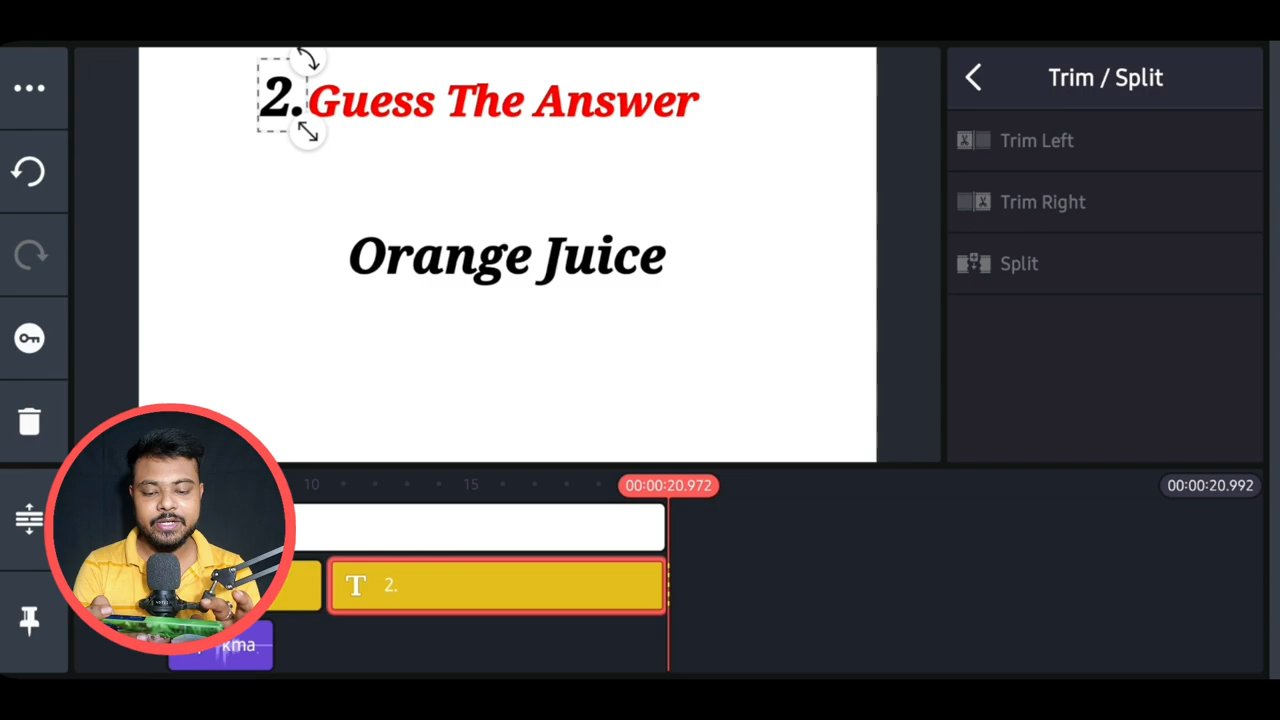 2. Guess The Answer
Orange Juice
Trim / Split
Trim Left
Trim Right
Split
10
15
00:00:20.972
00:00:20.992
T 2.
kma